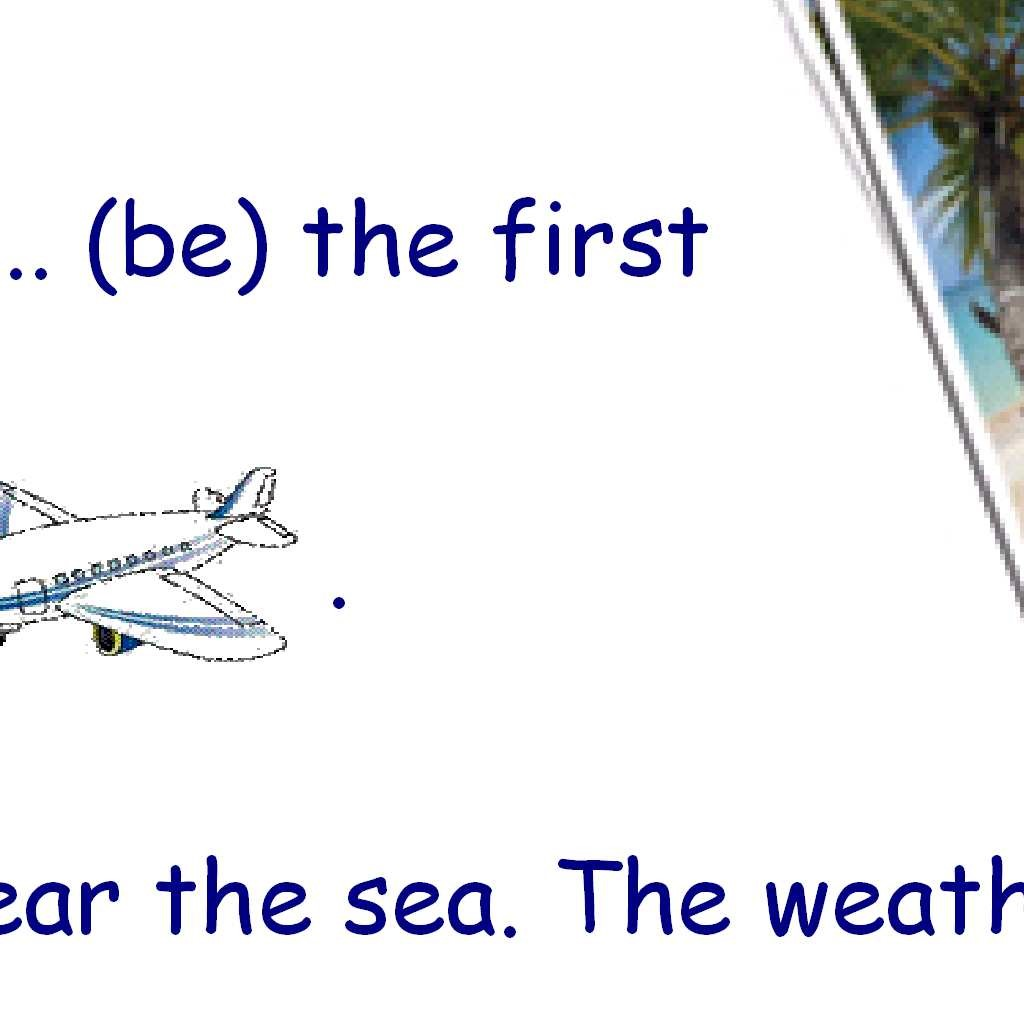 .. (be) the first
.
ear the sea. The weath